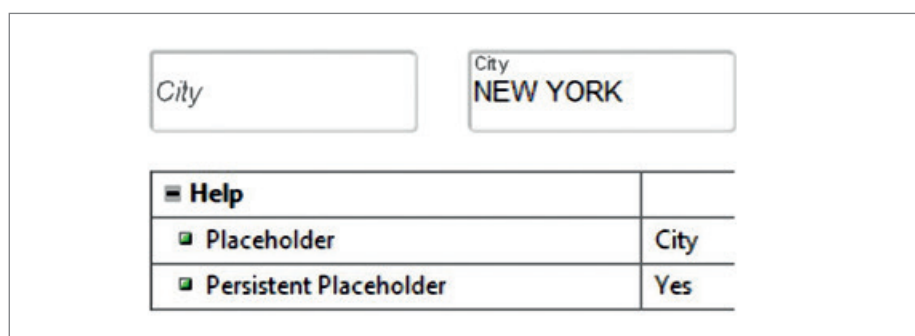 City
City
NEW YORK
Help
Placeholder City
Persistent Placeholder Yes